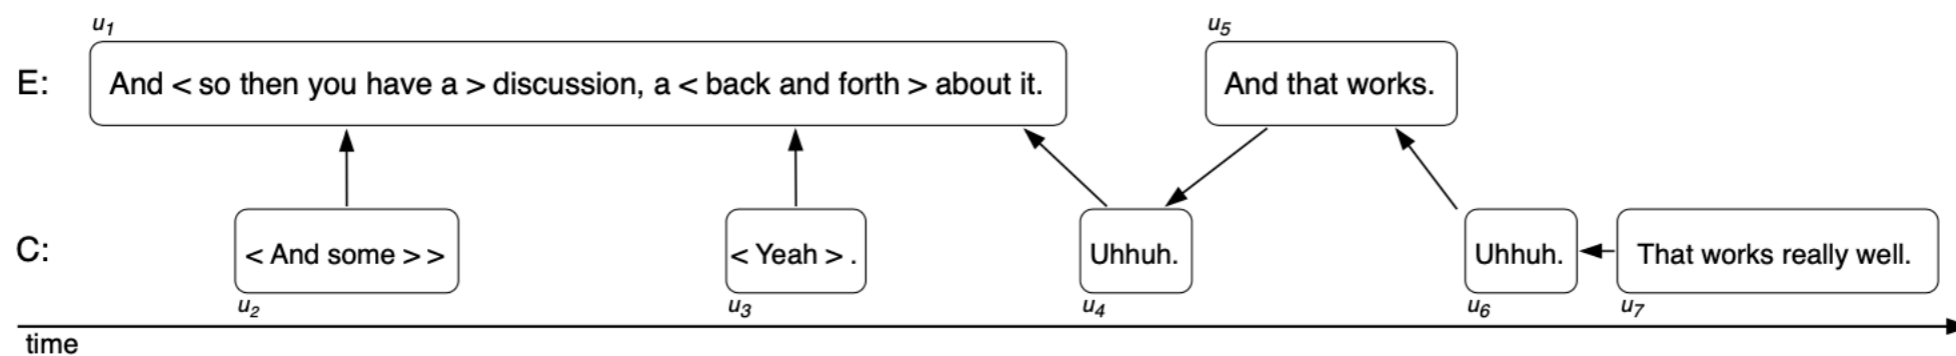 u1 u5
E: And < so then you have a > discussion, a < back and forth > about it. And that works.
C: < And some > > < Yeah > . Uhhuh. Uhhuh. That works really well.
u2 u3 u4 u6 u7
time